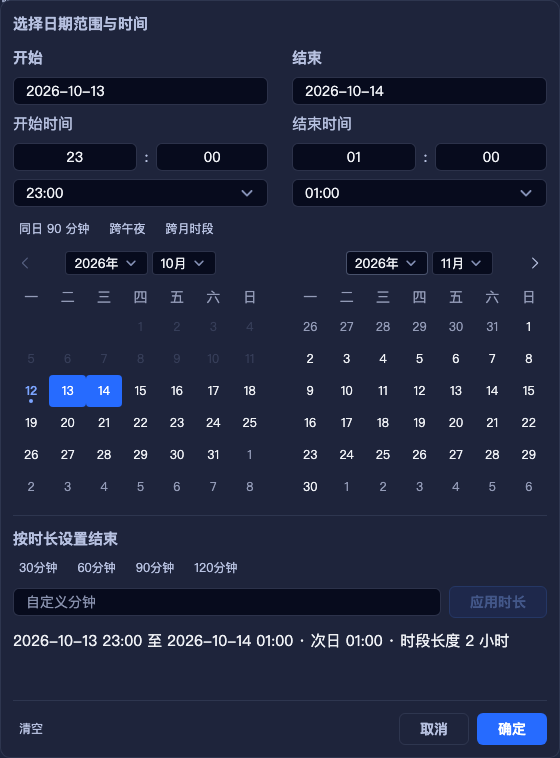 选择日期范围与时间
开始 结束
2026-10-13 2026-10-14
开始时间 结束时间
23 : 00 01 : 00
23:00 01:00
同日 90 分钟 跨午夜 跨月时段
2026年 10月 2026年 11月
一 二 三 四 五 六 日 一 二 三 四 五 六 日
1 2 3 4 26 27 28 29 30 31 1
5 6 7 8 9 10 11 2 3 4 5 6 7 8
12 13 14 15 16 17 18 9 10 11 12 13 14 15
19 20 21 22 23 24 25 16 17 18 19 20 21 22
26 27 28 29 30 31 1 23 24 25 26 27 28 29
2 3 4 5 6 7 8 30 1 2 3 4 5 6
按时长设置结束
30分钟 60分钟 90分钟 120分钟
自定义分钟 应用时长
2026-10-13 23:00 至 2026-10-14 01:00 · 次日 01:00 · 时段长度 2 小时
清空 取消 确定